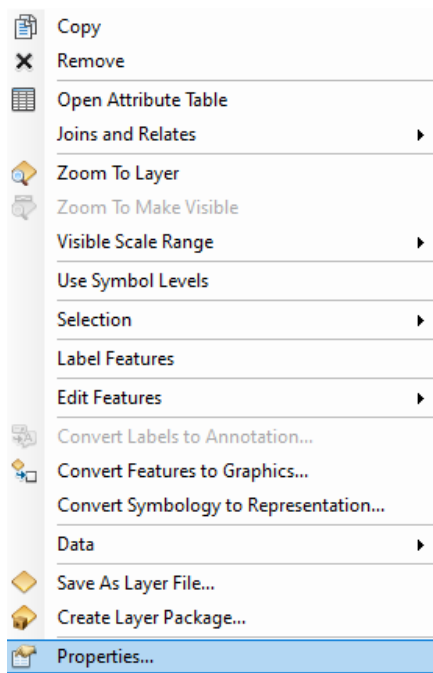 Copy
Remove
Open Attribute Table
Joins and Relates
Zoom To Layer
Zoom To Make Visible
Visible Scale Range
Use Symbol Levels
Selection
Label Features
Edit Features
Convert Labels to Annotation...
Convert Features to Graphics...
Convert Symbology to Representation...
Data
Save As Layer File...
Create Layer Package...
Properties...